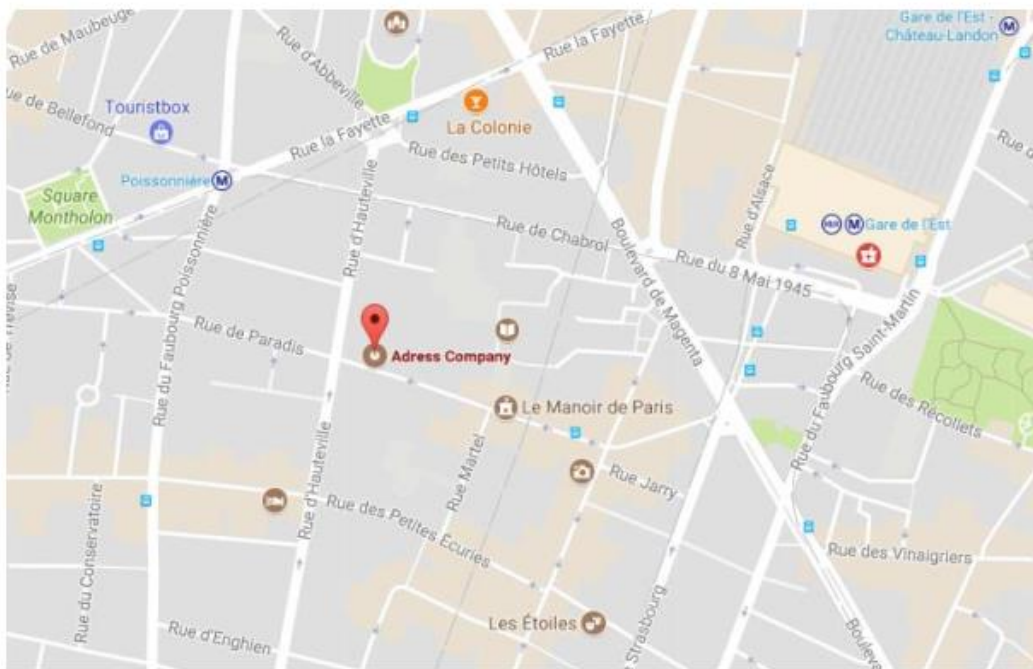 Rue de Maubeuge
Rue d'Abbeville
Rue la Fayette
Gare de l'Est -
Château-Landon
Touristbox
ue de Bellefond
La Colonie
Rue la Fayette
Rue des Petits Hôtels
Rue d'Alsace
Poissonnière
Square
Montholon
Rue de Chabrol
Gare de l'Est
Rue d'Hauteville
Boulevard de Magenta
Rue du 8 Mai 1945
Rue du Faubourg Poissonnière
Rue de Paradis
Adress Company
Rue du Faubourg Saint-Martin
Le Manoir de Paris
Rue des Récollets
Rue Martel
Rue Jarry
Rue d'Hauteville
Rue des Petites Écuries
Rue du Conservatoire
Rue des Vinaigriers
Rue d'Enghien
Les Étoiles
Strasbourg
Bouleva